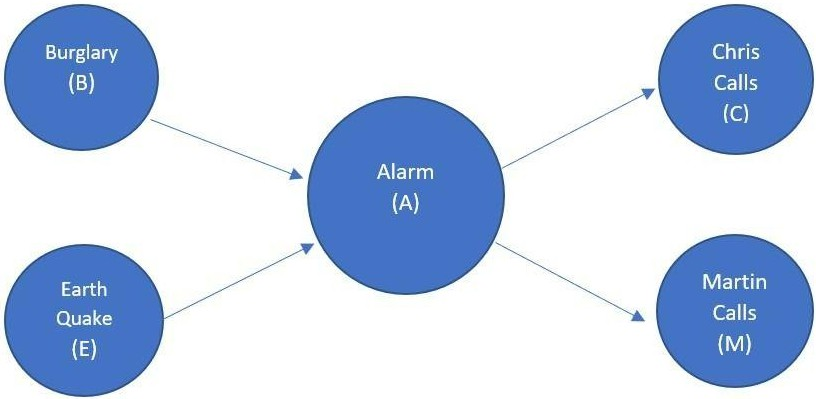 Burglary
(B)
Earth
Quake
(E)
Alarm
(A)
Chris
Calls
(C)
Martin
Calls
(M)